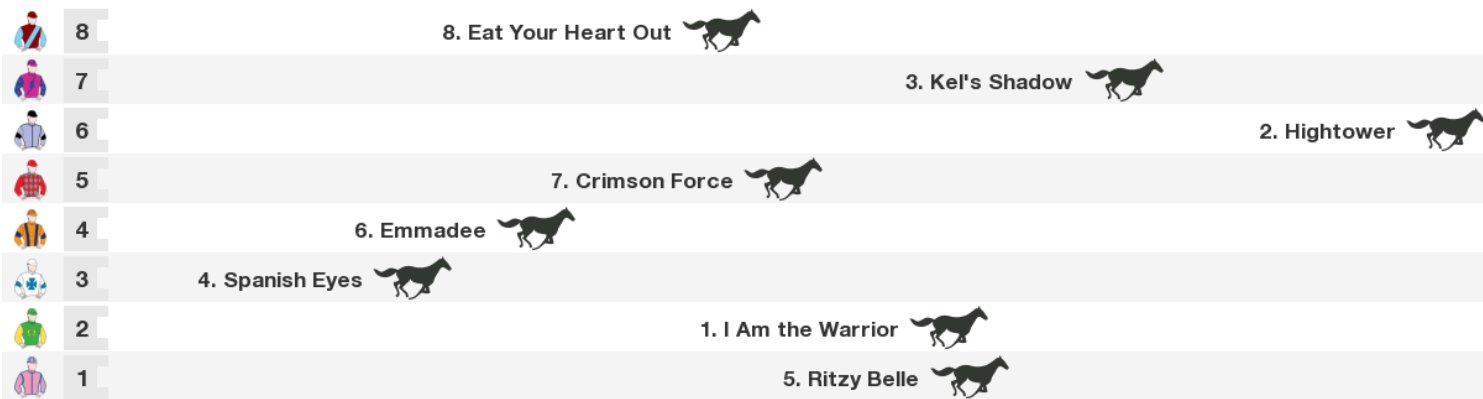 8 8. Eat Your Heart Out
7 3. Kel's Shadow
6 2. Hightower
5 7. Crimson Force
4 6. Emmadee
3 4. Spanish Eyes
2 1. I Am the Warrior
1 5. Ritzy Belle